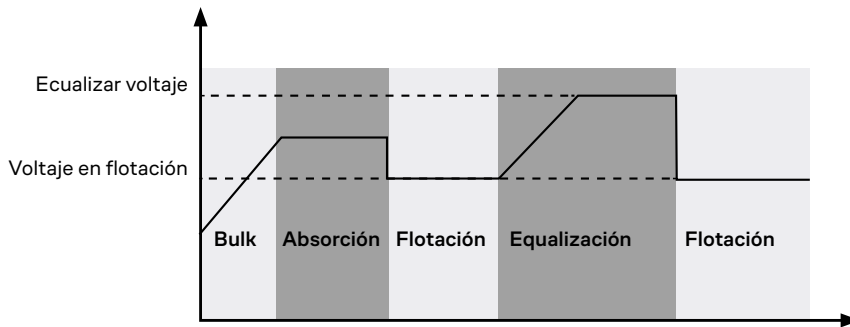 Ecualizar voltaje
Voltaje en flotación
Bulk Absorción Flotación Equalización Flotación